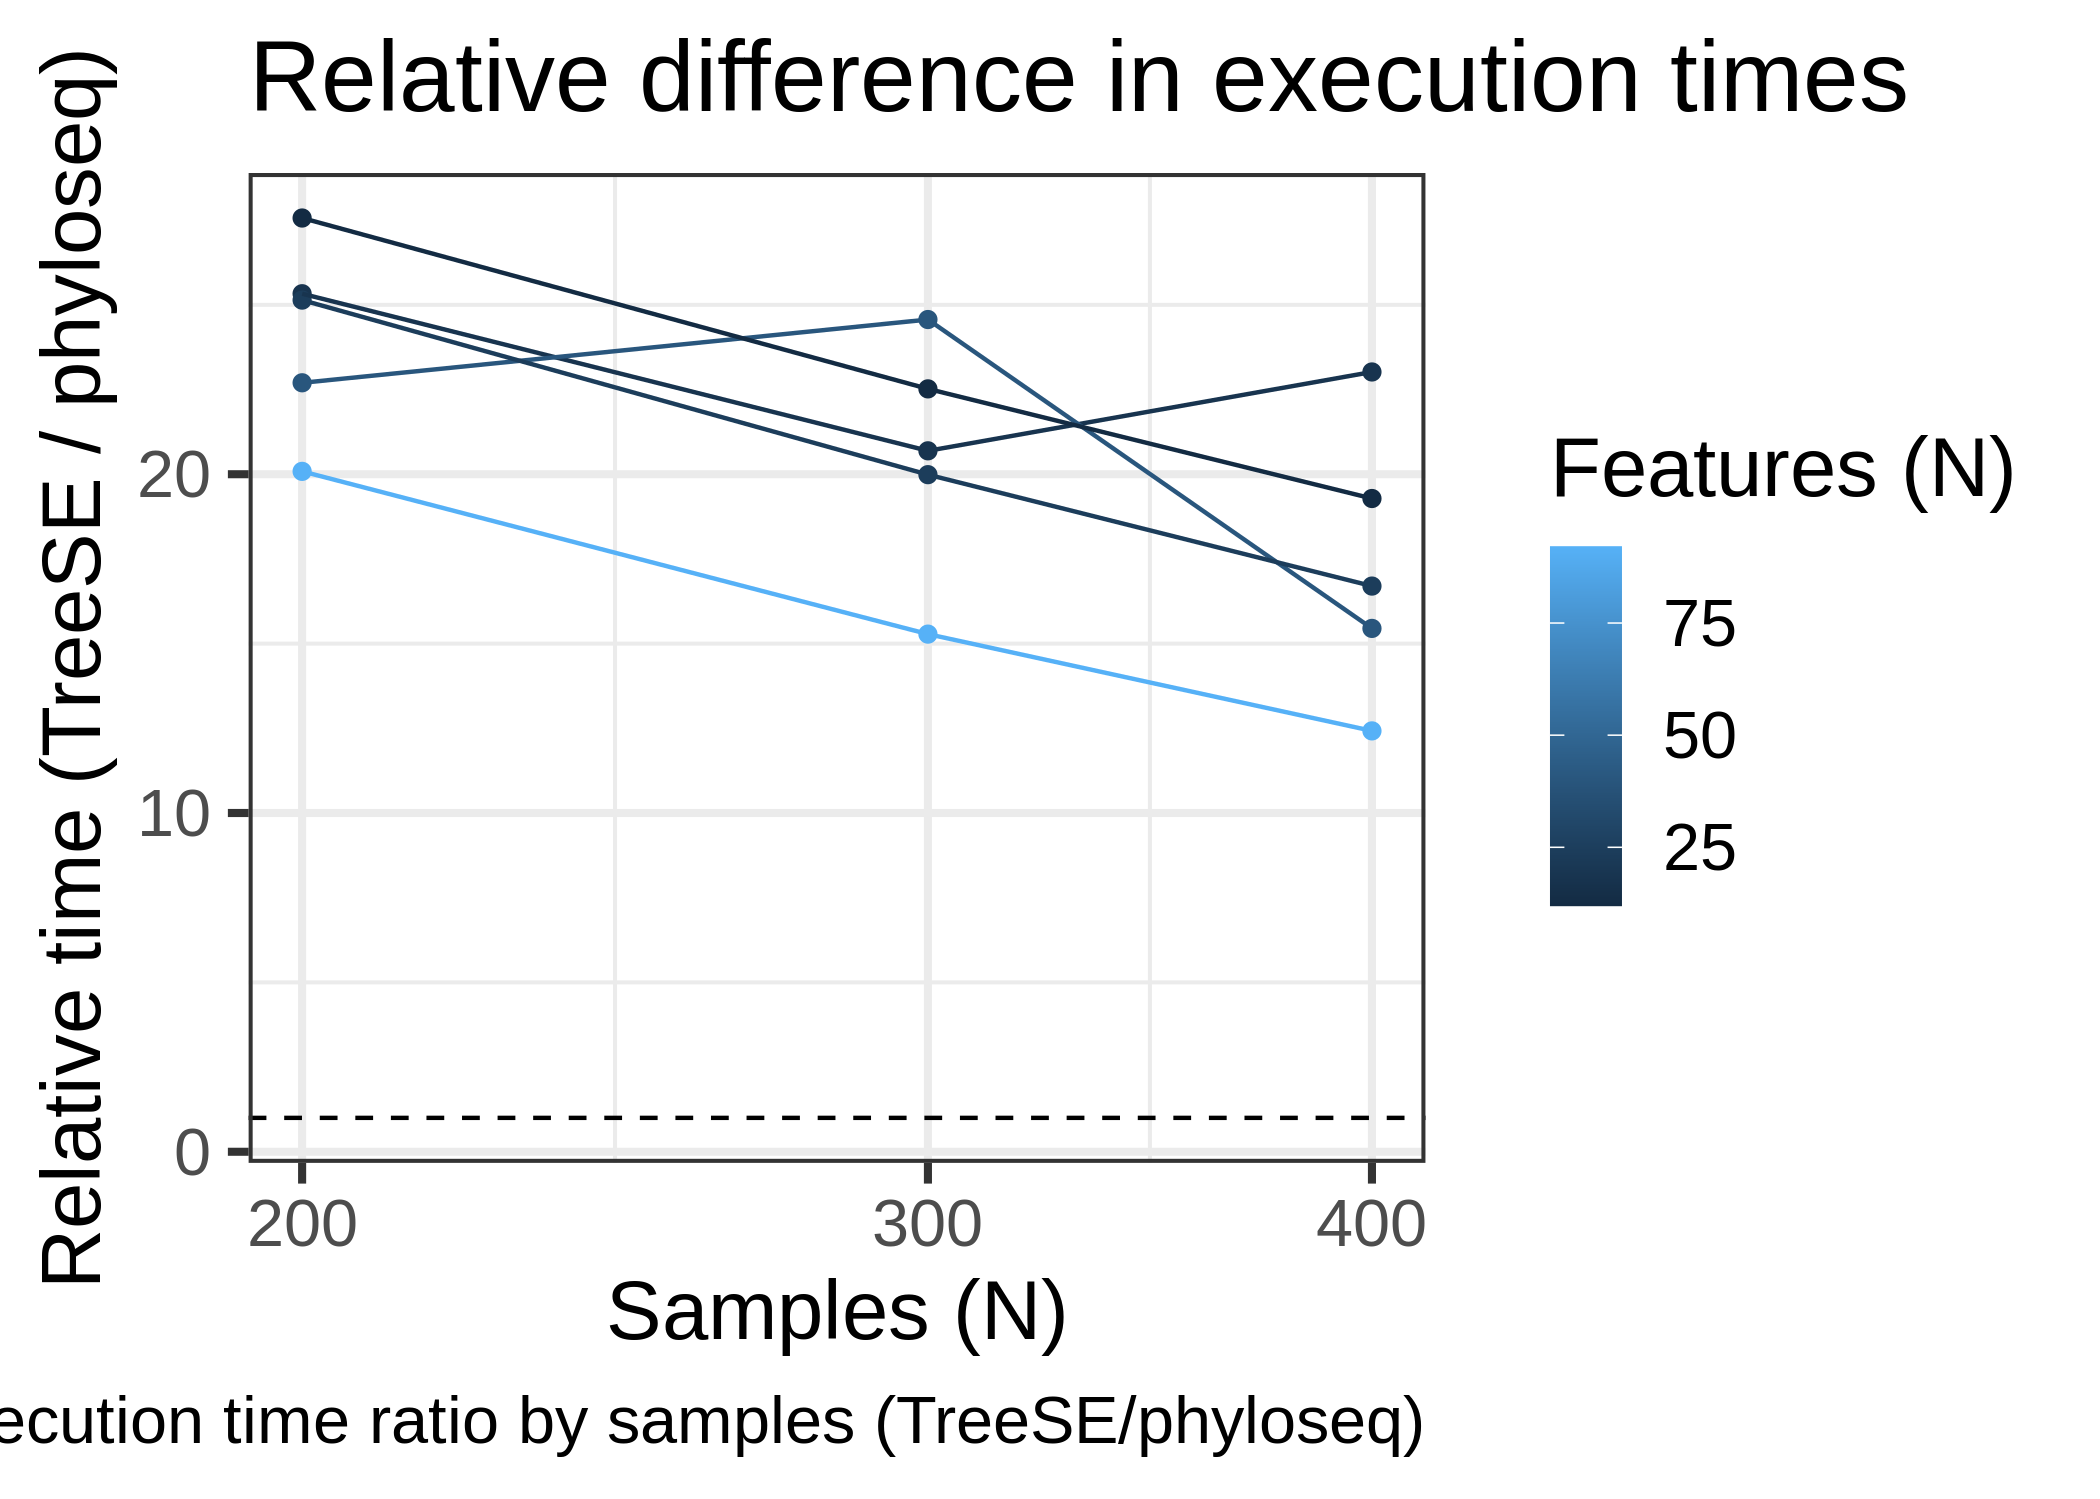 Relative difference in execution times
Relative time (TreeSE / phyloseq)
20
10
0
200 300 400
Samples (N)
Features (N)
75
50
25
ecution time ratio by samples (TreeSE/phyloseq)